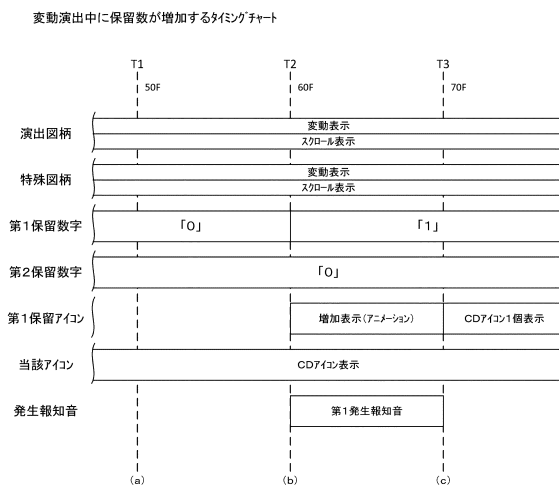 変動演出中に保留数が増加するタイミングチャート
T1
T2
T3
50F
60F
70F
演出図柄
変動表示
スクロール表示
特殊図柄
変動表示
スクロール表示
第1保留数字
「0」
「1」
第2保留数字
「0」
第1保留アイコン
増加表示(アニメーション)
CDアイコン1個表示
当該アイコン
CDアイコン表示
発生報知音
第1発生報知音
(a)
(b)
(c)